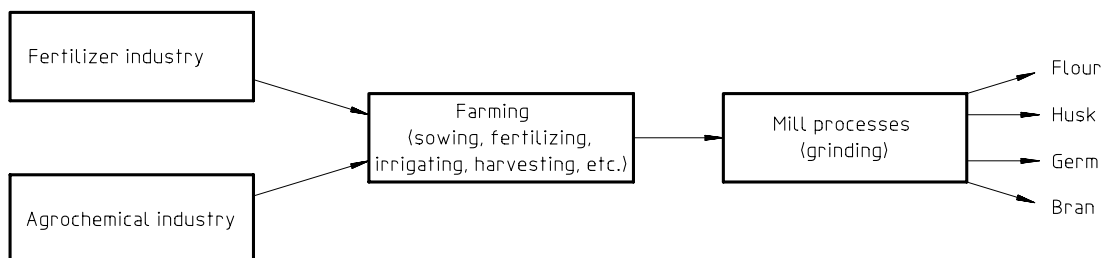 Fertilizer industry
Agrochemical industry
Farming
(sowing, fertilizing,
irrigating, harvesting, etc.)
Mill processes
(grinding)
Flour
Husk
Germ
Bran